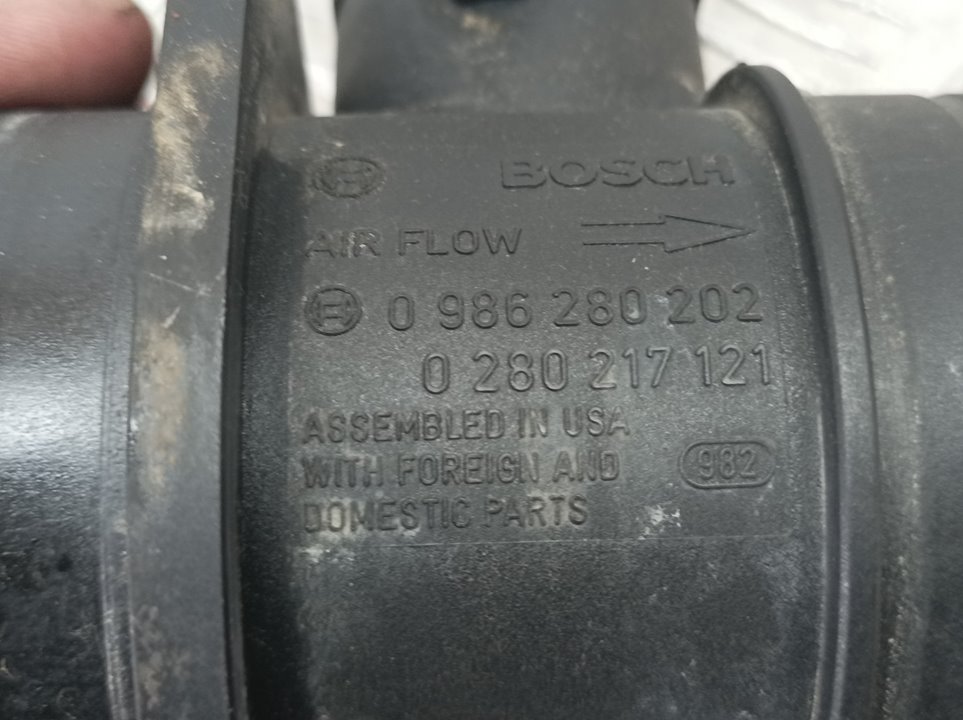 BOSCH
AIR FLOW
0 986 280 202
0 280 217 121
ASSEMBLED IN USA
WITH FOREIGN AND
DOMESTIC PARTS
982